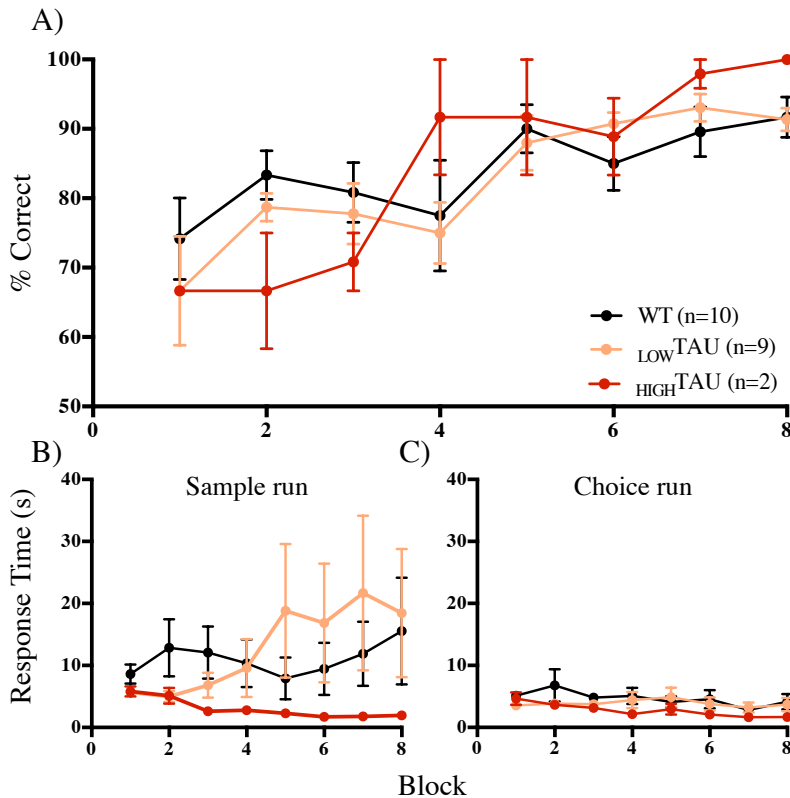 A)
100
90
80
70
60
50
% Correct
WT (n=10)
LOWTAU (n=9)
HIGHTAU (n=2)
0
2
4
6
8
B)
C)
Sample run
Choice run
40
30
20
10
0
Response Time (s)
0
2
4
6
8
40
30
20
10
0
0
2
4
6
8
Block